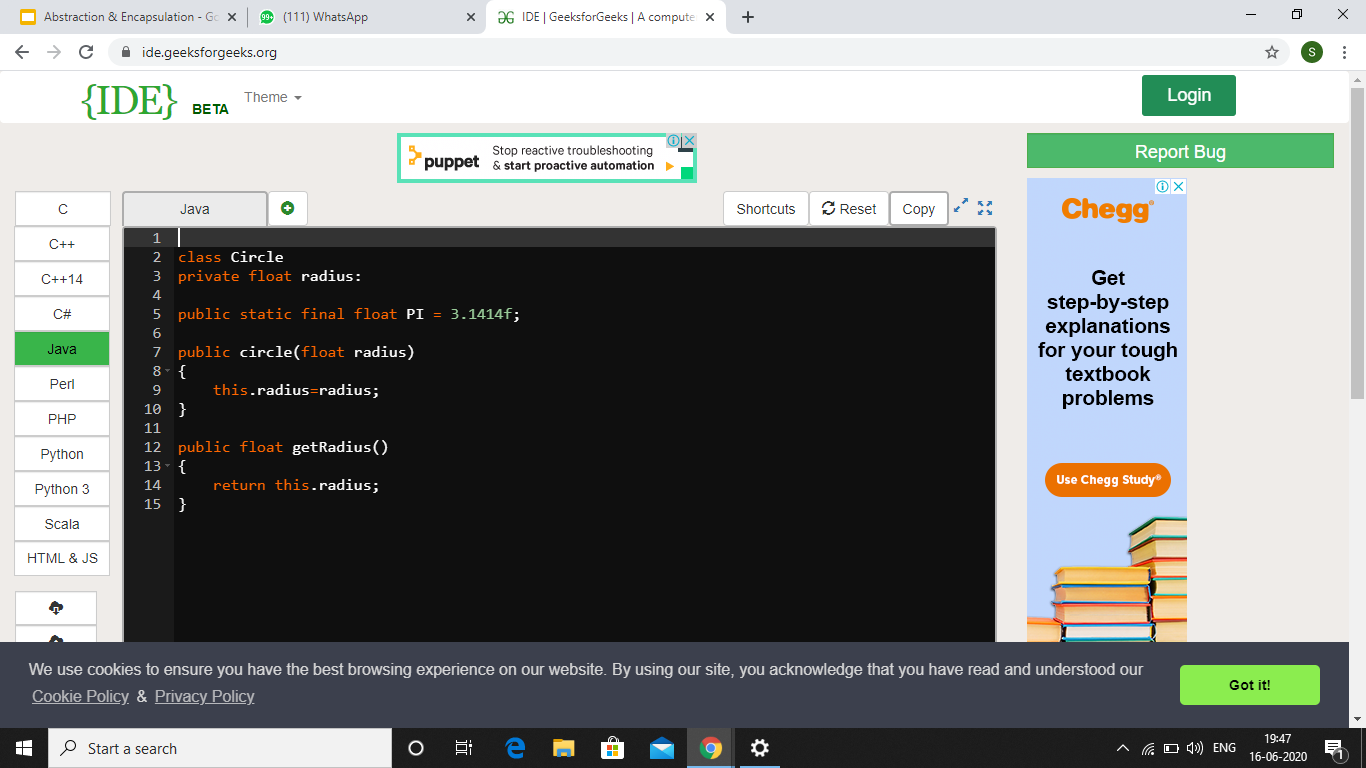 Abstraction & Encapsulation - Go
99+
(111) WhatsApp
IDE | GeeksforGeeks | A compute
ide.geeksforgeeks.org
S
{IDE} BETA
Theme
Login
puppet
Stop reactive troubleshooting
& start proactive automation
Report Bug
C
C++
C++14
C#
Java
Perl
PHP
Python
Python 3
Scala
HTML & JS
Java
Shortcuts
Reset
Copy
1
2 class Circle
3 private float radius:
4
5 public static final float PI = 3.1414f;
6
7 public circle(float radius)
8 {
9 this.radius=radius;
10 }
11
12 public float getRadius()
13 {
14 return this.radius;
15 }
Chegg®
Get
step-by-step
explanations
for your tough
textbook
problems
Use Chegg Study®
We use cookies to ensure you have the best browsing experience on our website. By using our site, you acknowledge that you have read and understood our
Cookie Policy & Privacy Policy
Got it!
Start a search
ENG
19:47
16-06-2020
1